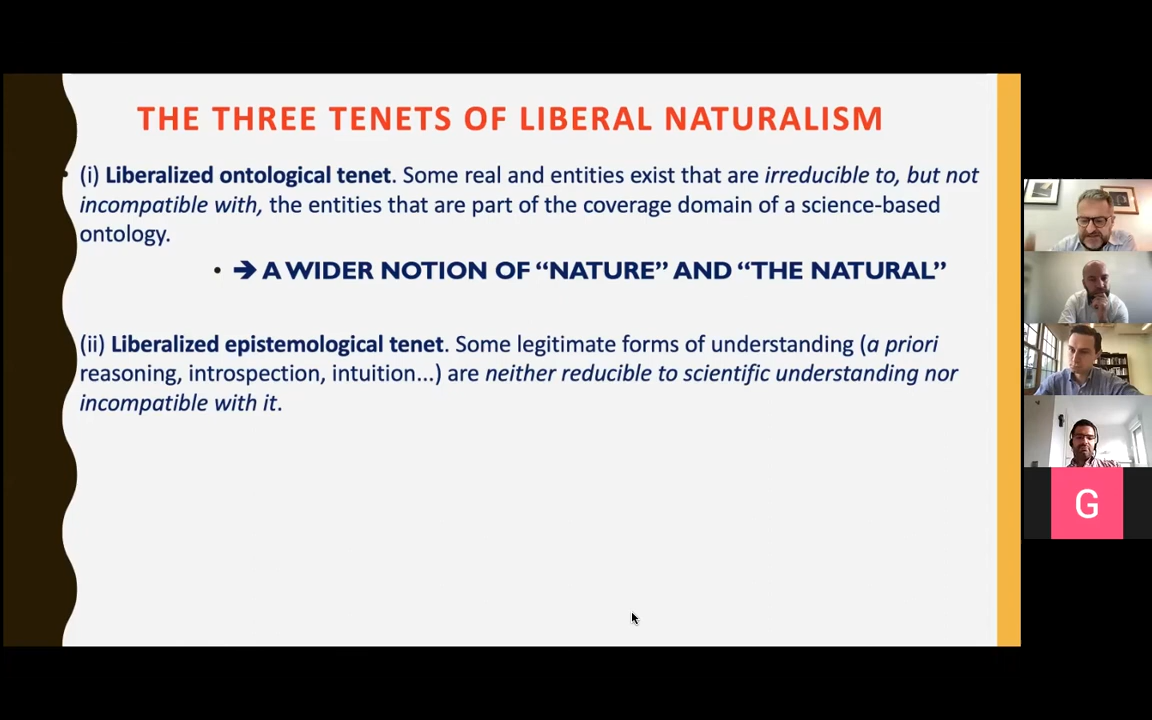 THE THREE TENETS OF LIBERAL NATURALISM
• (i) Liberalized ontological tenet. Some real and entities exist that are irreducible to, but not
incompatible with, the entities that are part of the coverage domain of a science-based
ontology.
• ➔ A WIDER NOTION OF “NATURE” AND “THE NATURAL”
(ii) Liberalized epistemological tenet. Some legitimate forms of understanding (a priori
reasoning, introspection, intuition...) are neither reducible to scientific understanding nor
incompatible with it.
G